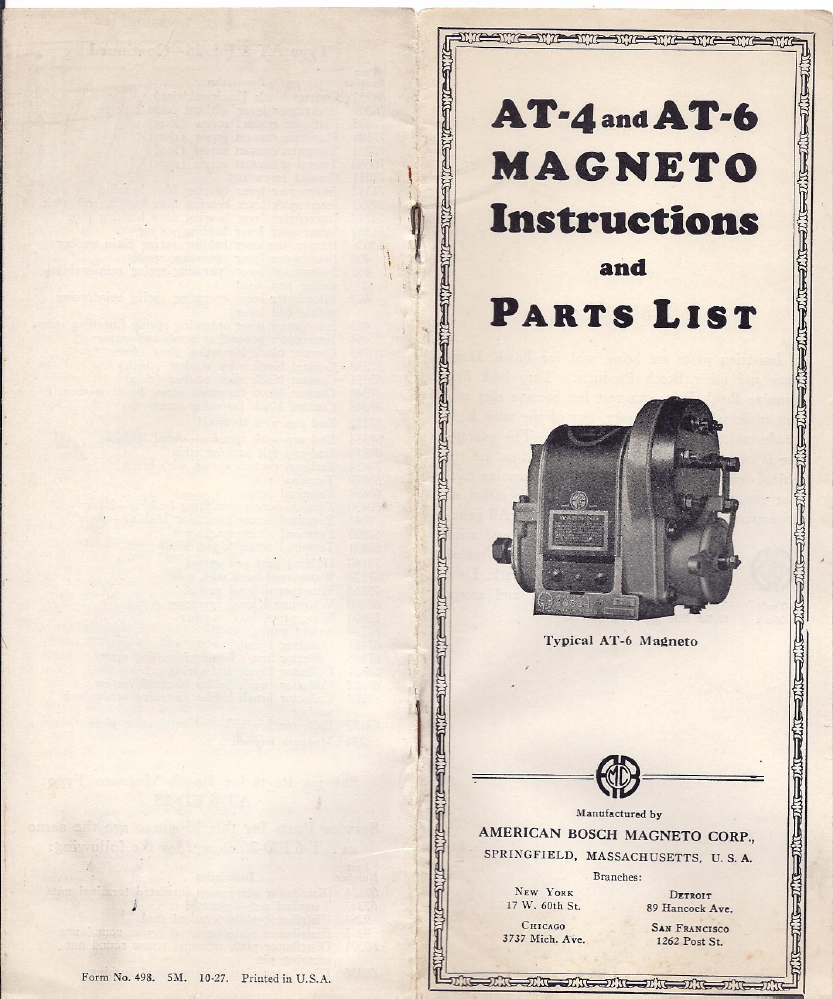 Form No. 498. 5M. 10-27. Printed in U.S.A.
AT-4 and AT-6
MAGNETO
Instructions
and
PARTS LIST
Typical AT-6 Magneto
Manufactured by
AMERICAN BOSCH MAGNETO CORP.,
SPRINGFIELD, MASSACHUSETTS, U. S. A.
Branches:
NEW YORK
17 W. 60th St.
DETROIT
89 Hancock Ave.
CHICAGO
3737 Mich. Ave.
SAN FRANCISCO
1262 Post St.